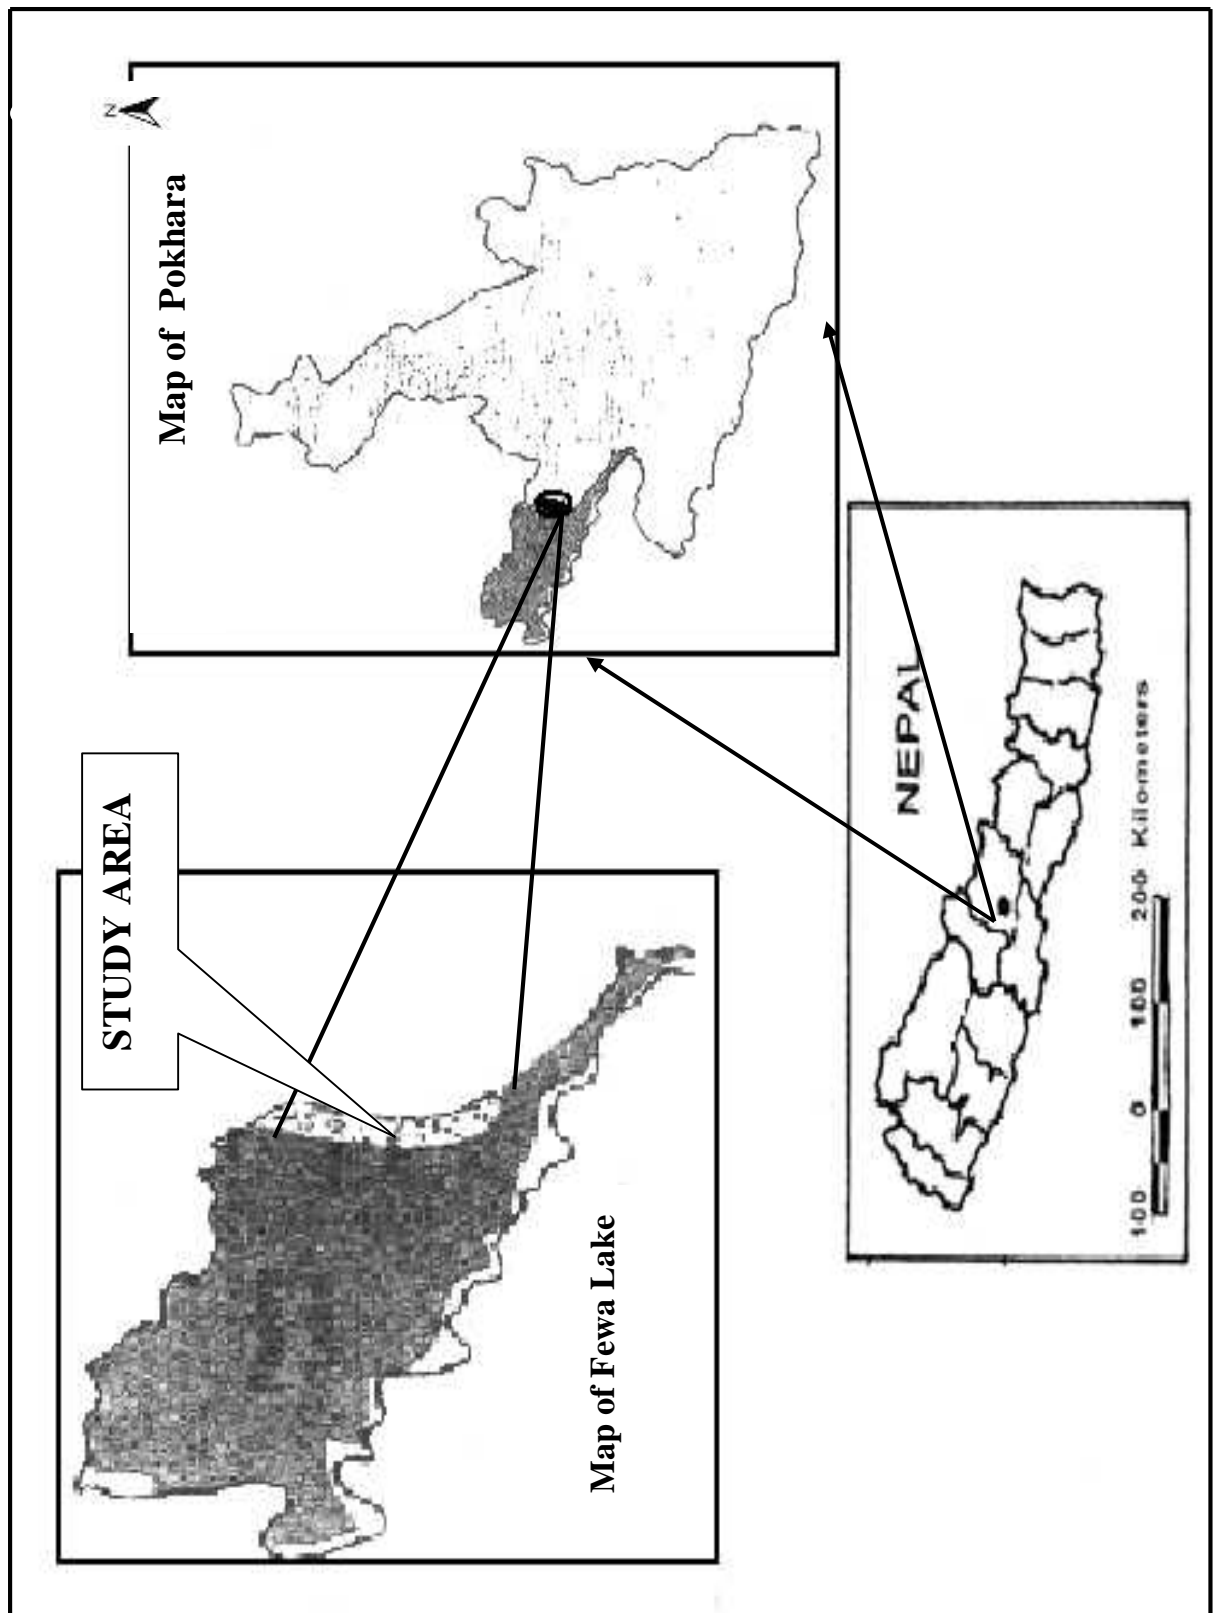 N
Map of Pokhara
STUDY AREA
Map of Fewa Lake
NEPAL
100 0 100 200 Kilometers